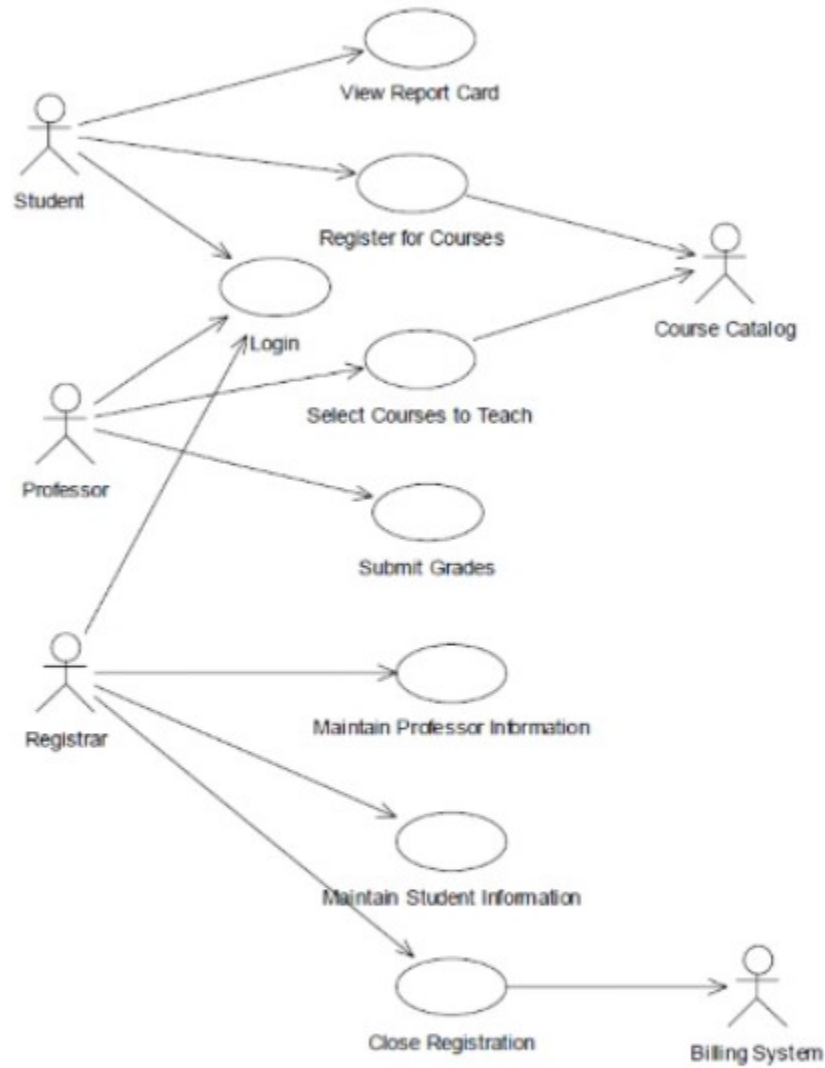 View Report Card
Student
Register for Courses
Course Catalog
Login
Select Courses to Teach
Professor
Submit Grades
Registrar
Maintain Professor Information
Maintain Student Information
Close Registration
Billing System